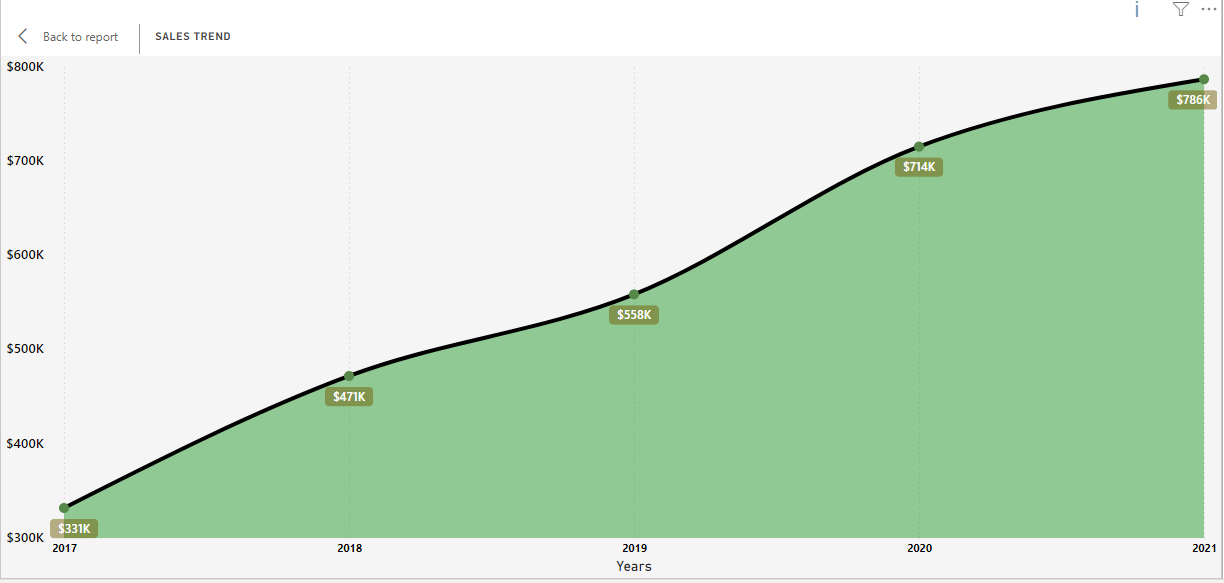 Back to report
SALES TREND
$800K
$700K
$600K
$500K
$400K
$300K
$331K
$471K
$558K
$714K
$786K
2017 2018 2019 2020 2021
Years